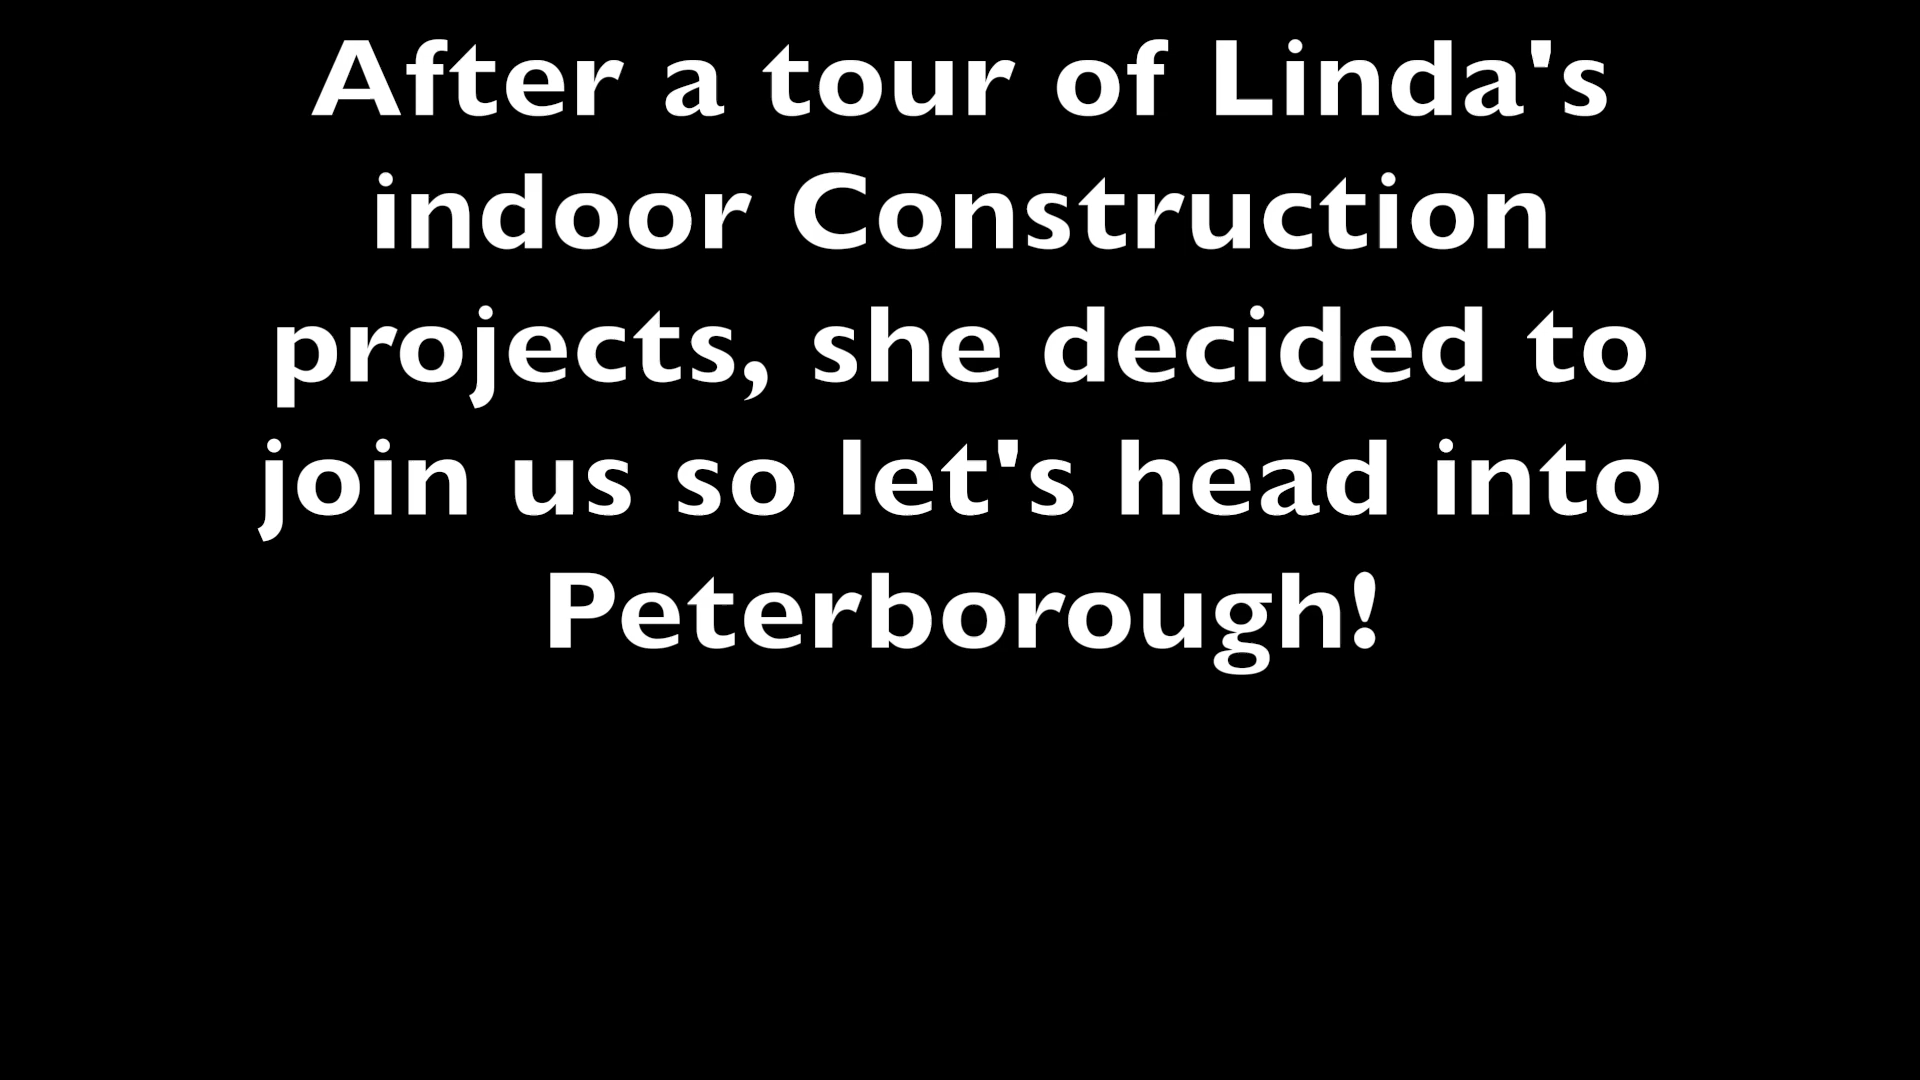 After a tour of Linda's
indoor Construction
projects, she decided to
join us so let's head into
Peterborough!